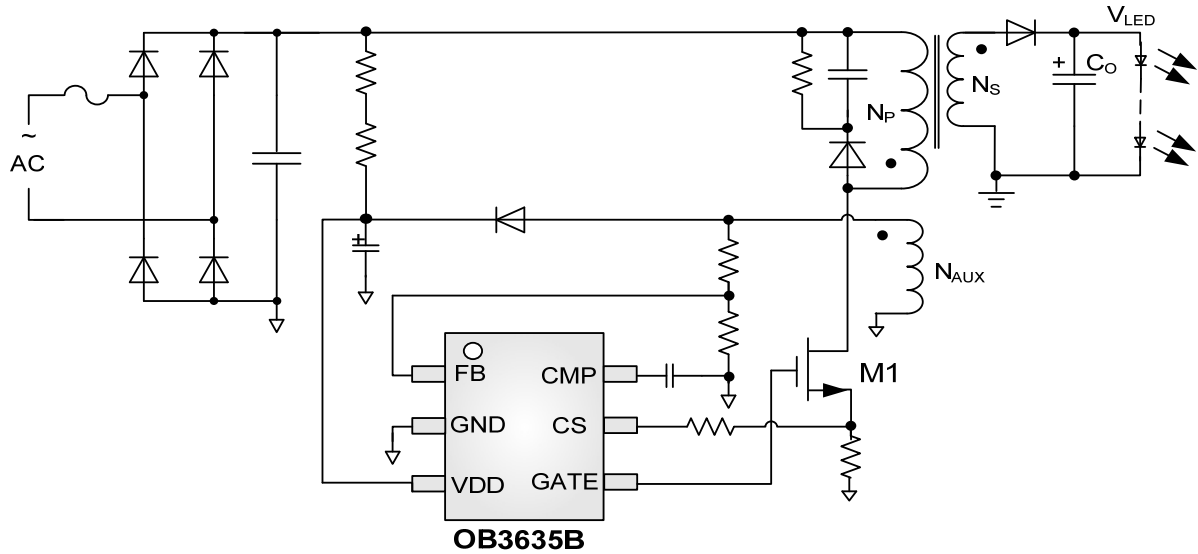 V_LED
+
C_O
N_P
N_S
~
AC
+
N_AUX
FB
CMP
M1
GND
CS
VDD
GATE
OB3635B